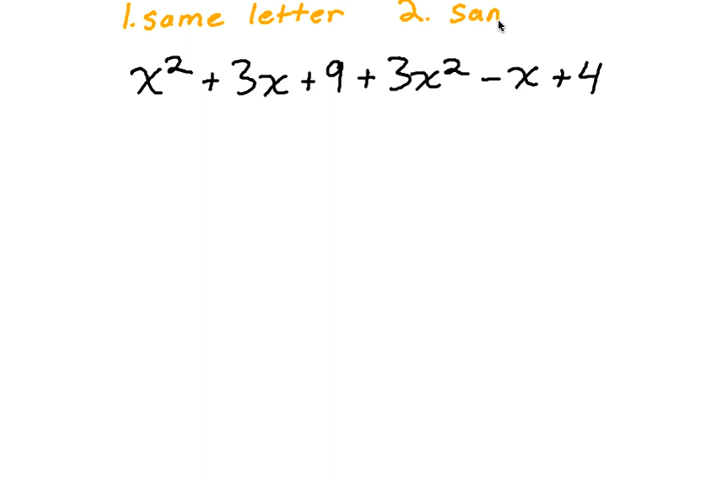 1. same letter 2. san
x² + 3x + 9 + 3x² - x + 4